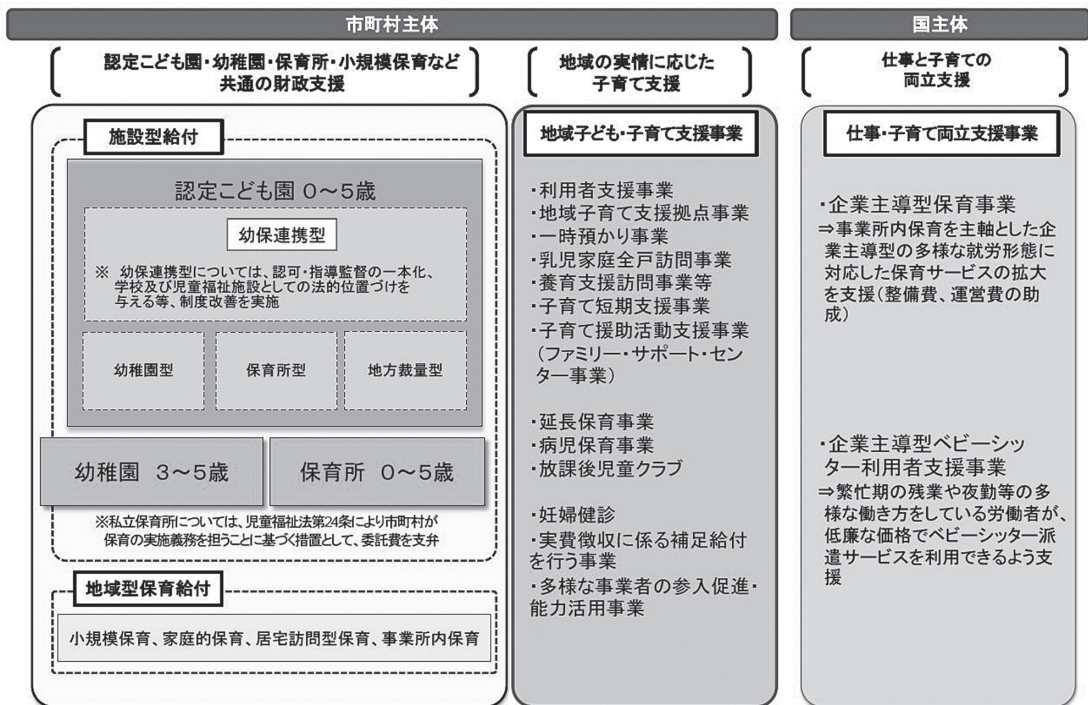 市町村主体
国主体
認定こども園・幼稚園・保育所・小規模保育など
共通の財政支援
地域の実情に応じた
子育て支援
仕事と子育ての
両立支援
施設型給付
認定こども園 0～5歳
幼保連携型
※ 幼保連携型については、認可・指導監督の一本化、
学校及び児童福祉施設としての法的位置づけを
与える等、制度改善を実施
幼稚園型
保育所型
地方裁量型
幼稚園 3～5歳
保育所 0～5歳
※私立保育所については、児童福祉法第24条により市町村が
保育の実施義務を担うことに基づく措置として、委託費を支弁
地域型保育給付
小規模保育、家庭的保育、居宅訪問型保育、事業所内保育
地域子ども・子育て支援事業
・利用者支援事業
・地域子育て支援拠点事業
・一時預かり事業
・乳児家庭全戸訪問事業
・養育支援訪問事業等
・子育て短期支援事業
・子育て援助活動支援事業
（ファミリー・サポート・セン
ター事業）
・延長保育事業
・病児保育事業
・放課後児童クラブ
・妊婦健診
・実費徴収に係る補足給付
を行う事業
・多様な事業者の参入促進・
能力活用事業
仕事・子育て両立支援事業
・企業主導型保育事業
⇒事業所内保育を主軸とした企
業主導型の多様な就労形態に
対応した保育サービスの拡大
を支援(整備費、運営費の助
成)
・企業主導型ベビーシッ
ター利用者支援事業
⇒繁忙期の残業や夜勤等の多
様な働き方をしている労働者が、
低廉な価格でベビーシッター派
遣サービスを利用できるよう支
援